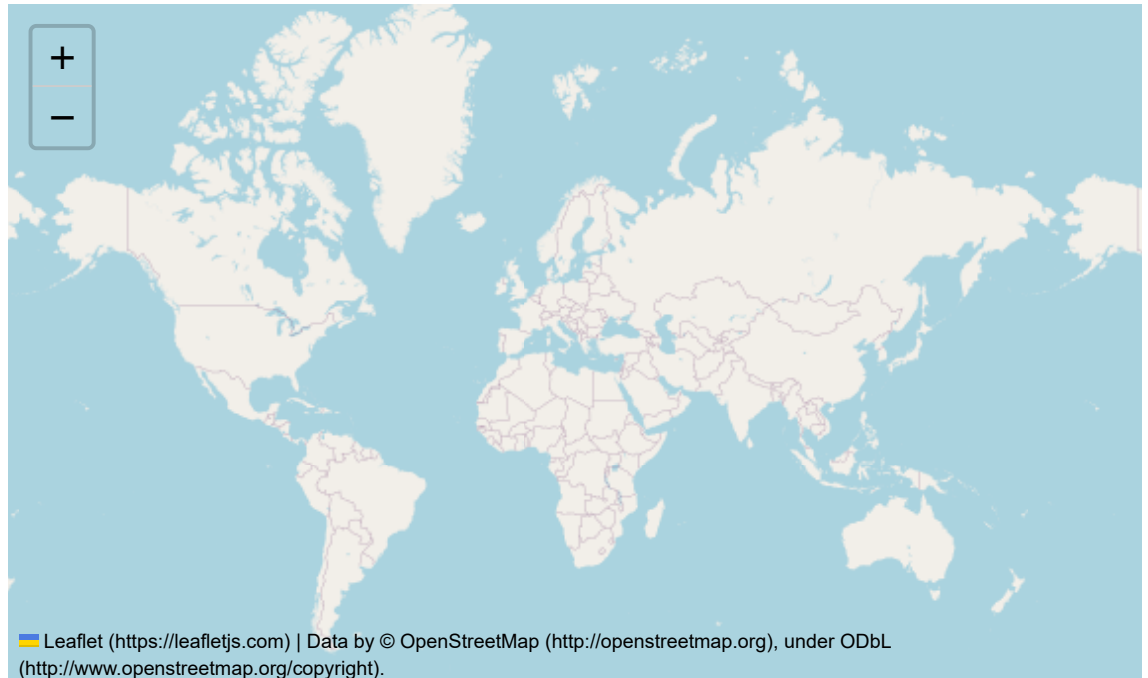 +
−
Leaflet (https://leafletjs.com) | Data by © OpenStreetMap (http://openstreetmap.org), under ODbL
(http://www.openstreetmap.org/copyright).